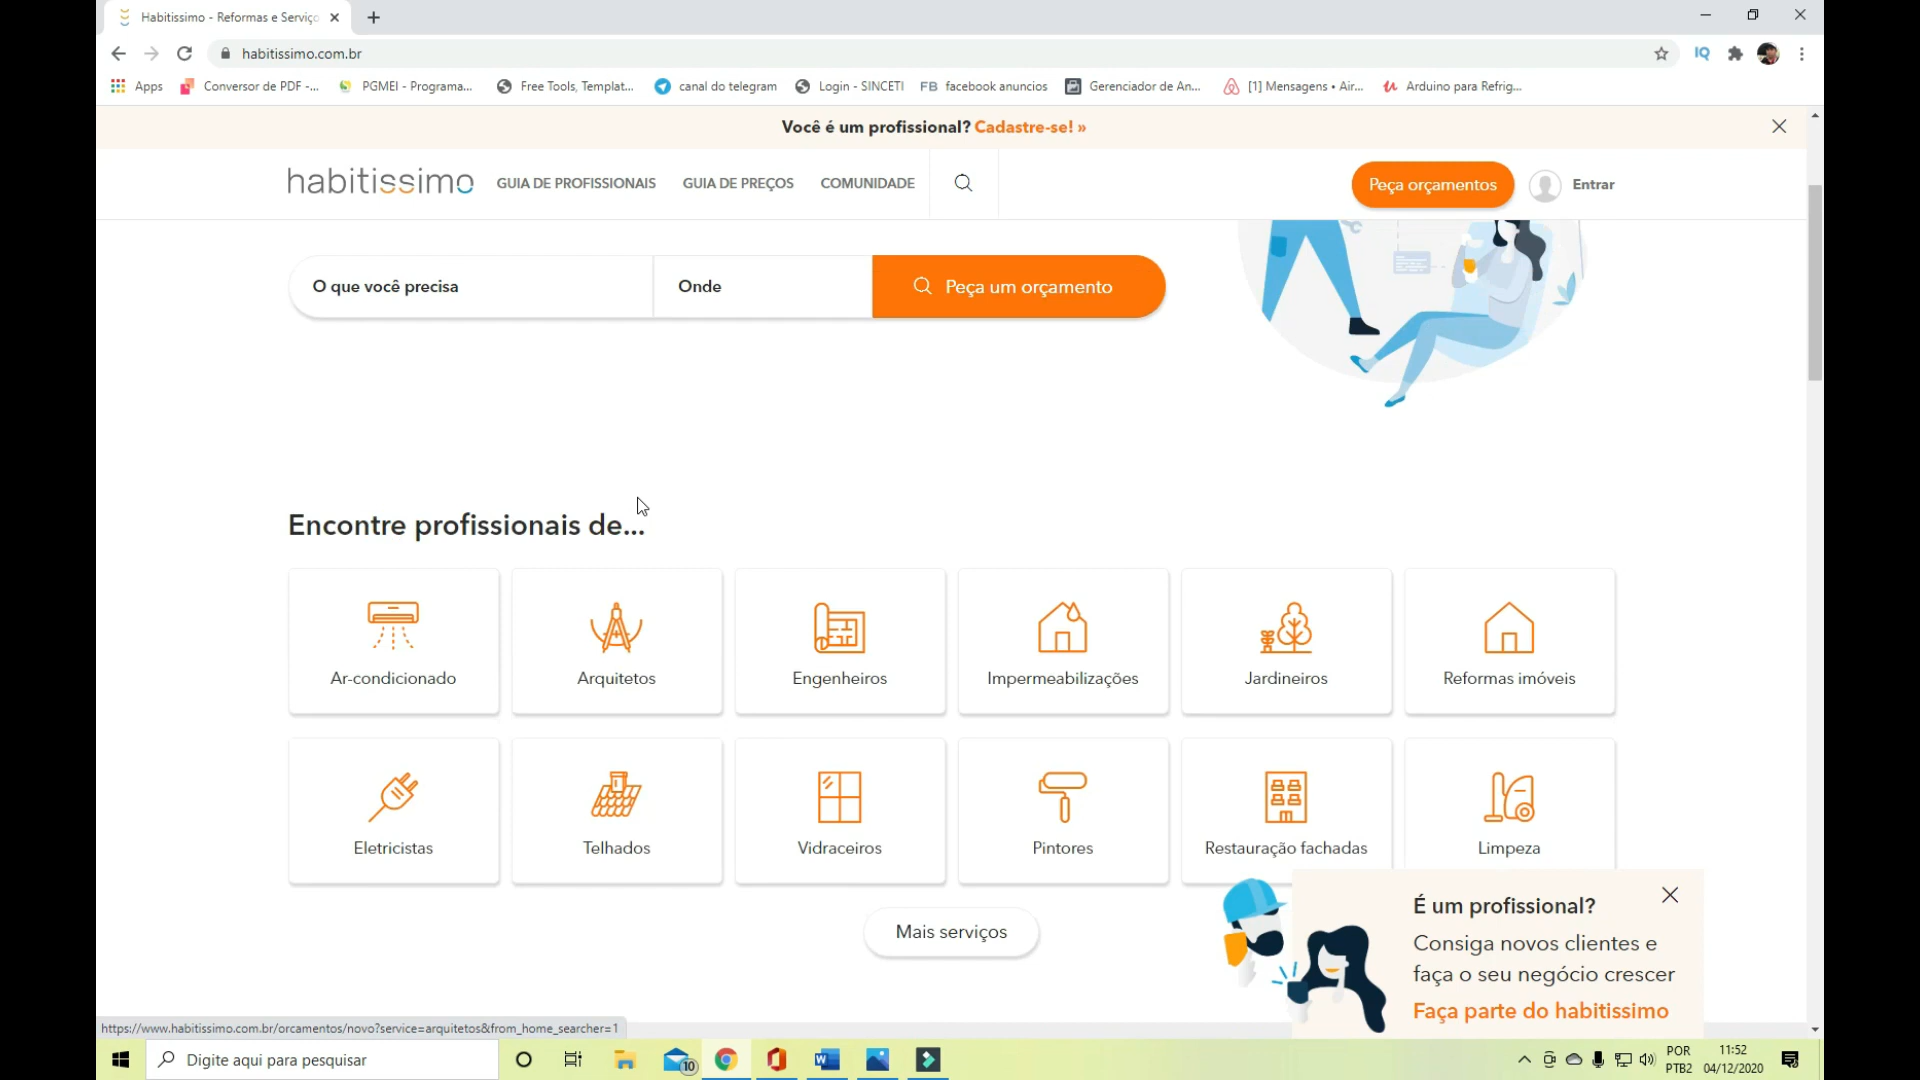 Habitissimo - Reformas e Serviço
habitissimo.com.br
IQ
Apps
Conversor de PDF -...
PGMEI - Programa...
Free Tools, Templat...
canal do telegram
Login - SINCETI
FB facebook anuncios
Gerenciador de An...
[1] Mensagens • Air...
Arduino para Refrig...
Você é um profissional? Cadastre-se! »
habitissimo
GUIA DE PROFISSIONAIS
GUIA DE PREÇOS
COMUNIDADE
Peça orçamentos
Entrar
O que você precisa
Onde
Peça um orçamento
Encontre profissionais de...
Ar-condicionado
Arquitetos
Engenheiros
Impermeabilizações
Jardineiros
Reformas imóveis
Eletricistas
Telhados
Vidraceiros
Pintores
Restauração fachadas
Limpeza
Mais serviços
É um profissional?
Consiga novos clientes e
faça o seu negócio crescer
Faça parte do habitissimo
https://www.habitissimo.com.br/orcamentos/novo?service=arquitetos&from_home_searcher=1
Digite aqui para pesquisar
10
POR
PTB2
11:52
04/12/2020